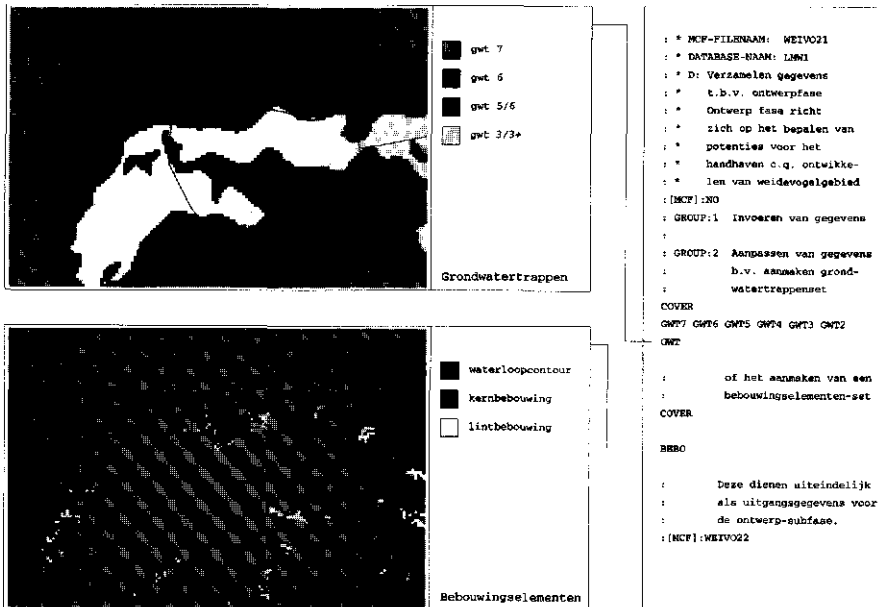 gwt 7
gwt 6
gwt 5/6
gwt 3/3+
Grondwatertrappen
waterloopcontour
kernbebouwing
lintbebouwing
Bebouwingselementen
: * MCF-FILENAAM: WEIVO21
: * DATABASE-NAAM: LMW1
: * D: Verzamelen gegevens
: * t.b.v. ontwerpfase
: * Ontwerp fase richt
: * zich op het bepalen van
: * potenties voor het
: * handhaven c.q. ontwikke-
: * len van weidevogelgebied
:[MCF]:NO
: GROUP:1 Invoeren van gegevens
:
: GROUP:2 Aanpassen van gegevens
: b.v. aanmaken grond-
: watertrappenset
COVER
GWT7 GWT6 GWT5 GWT4 GWT3 GWT2
GWT
: of het aanmaken van een
: bebouwingselementen-set
COVER
BEBO
: Deze dienen uiteindelijk
: als uitgangsgegevens voor
: de ontwerp-subfase.
:[MCF]:WEIVO22